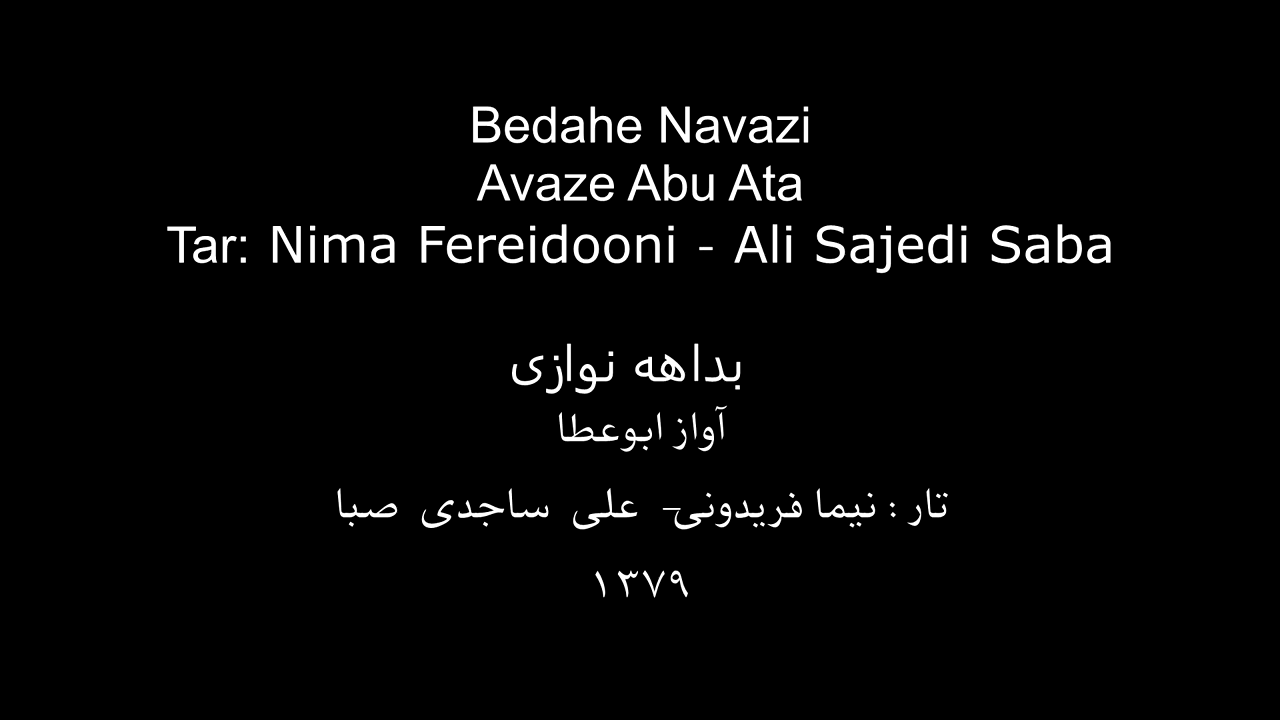 Bedahe Navazi
Avaze Abu Ata
Tar: Nima Fereidooni - Ali Sajedi Saba
بداهه نوازی
آواز ابوعطا
تار : نیما فریدونی- علی ساجدی صبا
۱۳۷۹